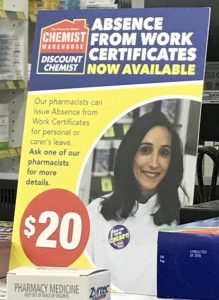 CHEMIST
WAREHOUSE
DISCOUNT
CHEMIST
ABSENCE
FROM WORK
CERTIFICATES
NOW AVAILABLE
Our pharmacists can
issue Absence from
Work Certificates
for personal or
carer's leave.
Ask one of our
pharmacists
for more
details.
$20
PHARMACY MEDICINE
Zyrtec